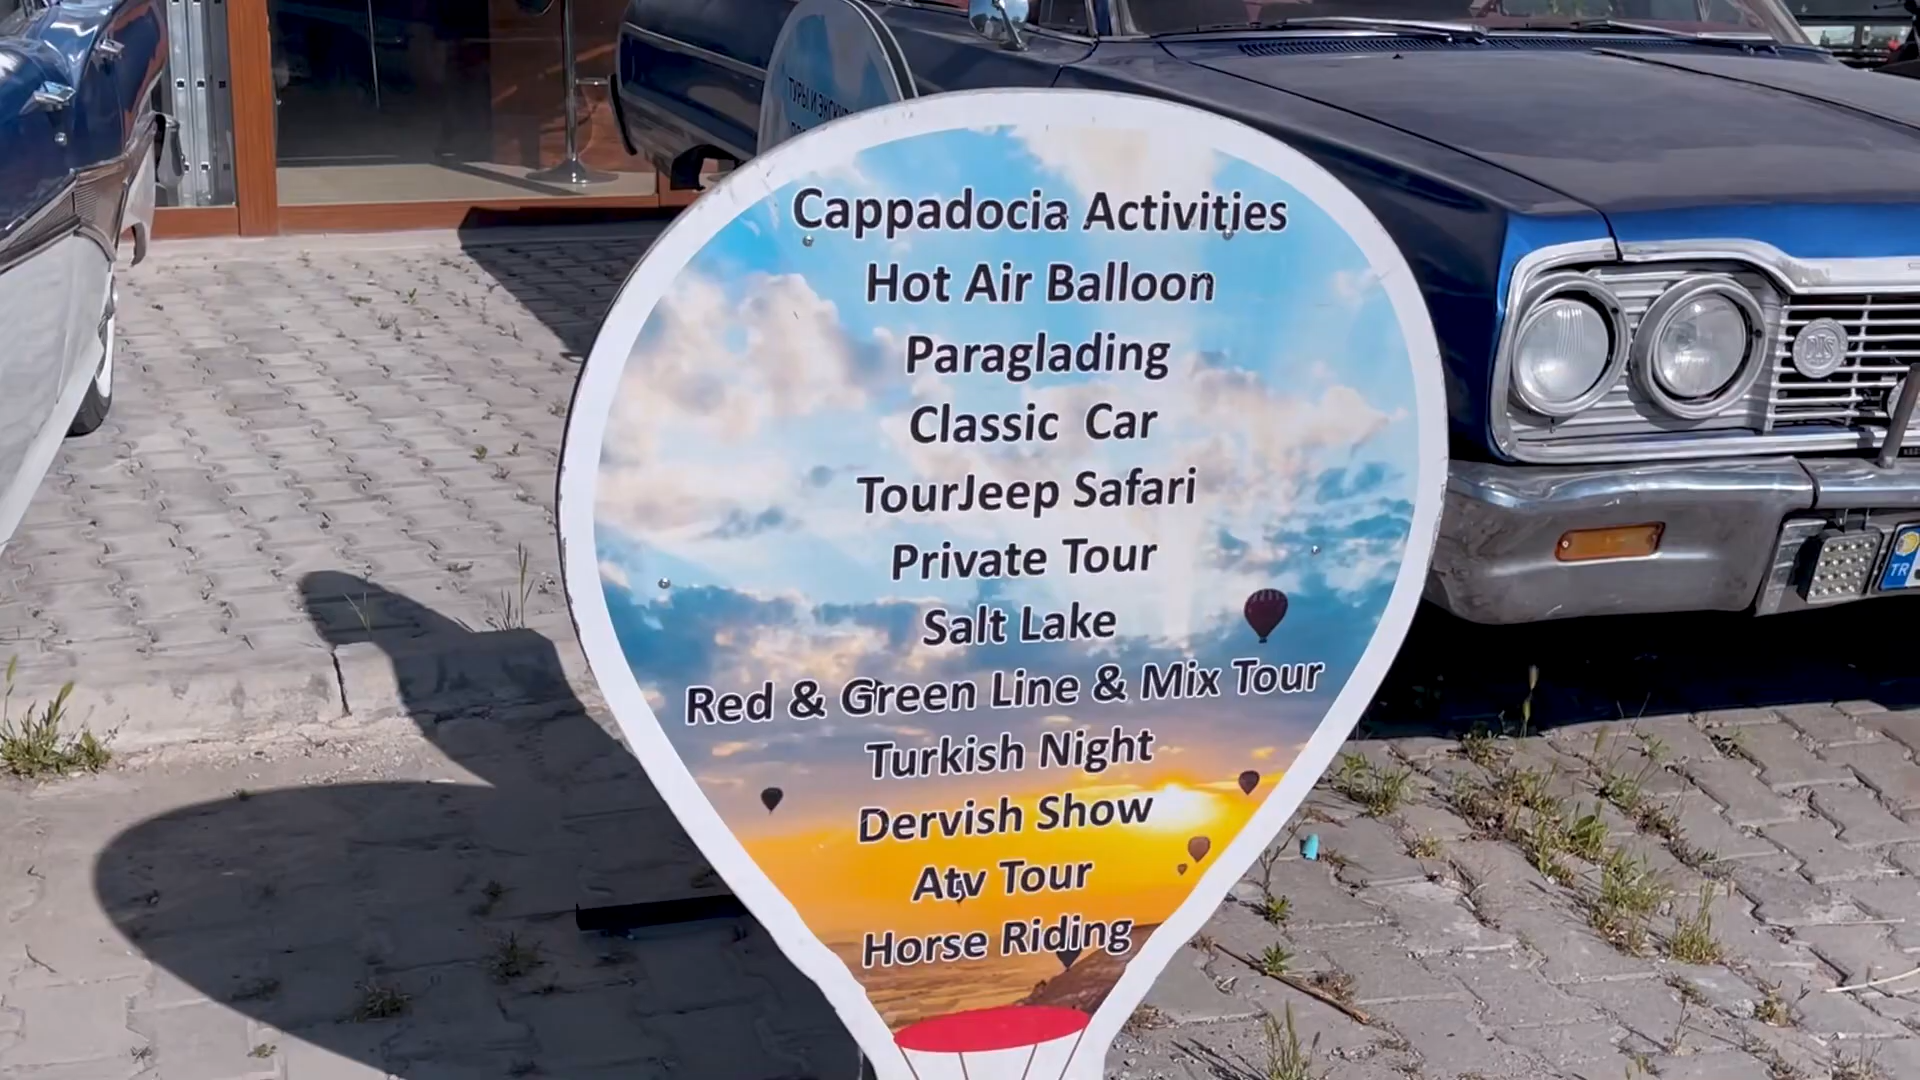 Cappadocia Activities
Hot Air Balloon
Paraglading
Classic Car
TourJeep Safari
Private Tour
Salt Lake
Red & Green Line & Mix Tour
Turkish Night
Dervish Show
Atv Tour
Horse Riding
TR